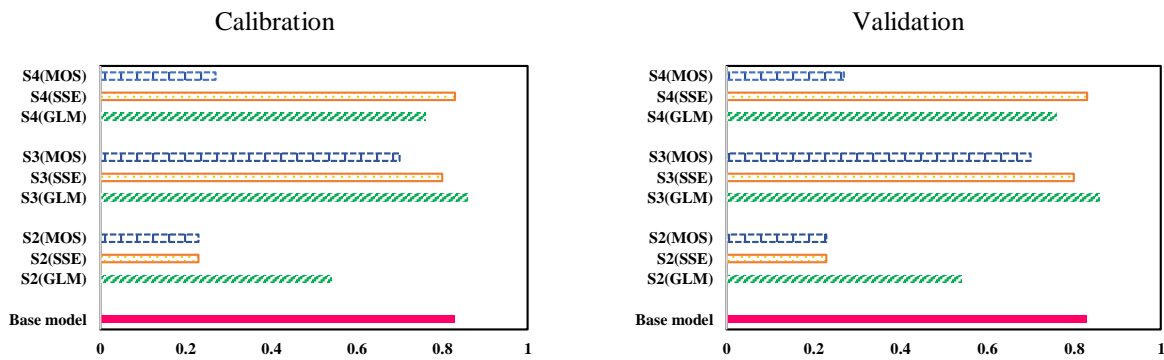 Calibration
S4(MOS)
S4(SSE)
S4(GLM)
S3(MOS)
S3(SSE)
S3(GLM)
S2(MOS)
S2(SSE)
S2(GLM)
Base model
0 0.2 0.4 0.6 0.8 1
Validation
S4(MOS)
S4(SSE)
S4(GLM)
S3(MOS)
S3(SSE)
S3(GLM)
S2(MOS)
S2(SSE)
S2(GLM)
Base model
0 0.2 0.4 0.6 0.8 1